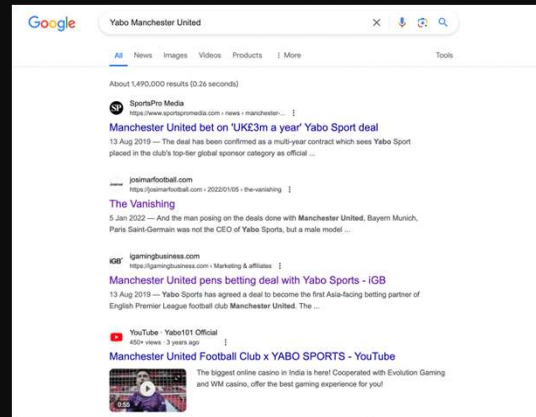 Google
Yabo Manchester United
All News Images Videos Products More Tools
About 1,490,000 results (0.26 seconds)
SP
SportsPro Media
https://www.sportspromedia.com › news › manchester-...
Manchester United bet on 'UK£3m a year' Yabo Sport deal
13 Aug 2019 — The deal has been confirmed as a multi-year contract which sees Yabo Sport
placed in the club's top-tier global sponsor category as official ...
josimarfootball.com
https://josimarfootball.com › 2022/01/05 › the-vanishing
The Vanishing
5 Jan 2022 — And the man posing on the deals done with Manchester United, Bayern Munich,
Paris Saint-Germain was not the CEO of Yabo Sports, but a male model ...
iGB
igamingbusiness.com
https://igamingbusiness.com › Marketing & affiliates
Manchester United pens betting deal with Yabo Sports - iGB
13 Aug 2019 — Yabo Sports has agreed a deal to become the first Asia-facing betting partner of
English Premier League football club Manchester United. The ...
YouTube · Yabo101 Official
450+ views · 3 years ago
Manchester United Football Club x YABO SPORTS - YouTube
The biggest online casino in India is here! Cooperated with Evolution Gaming
and WM casino, offer the best gaming experience for you!
0:55